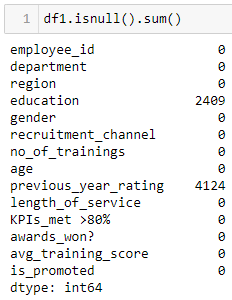 1 df1.isnull().sum()
employee_id 0
department 0
region 0
education 2409
gender 0
recruitment_channel 0
no_of_trainings 0
age 0
previous_year_rating 4124
length_of_service 0
KPIs_met >80% 0
awards_won? 0
avg_training_score 0
is_promoted 0
dtype: int64